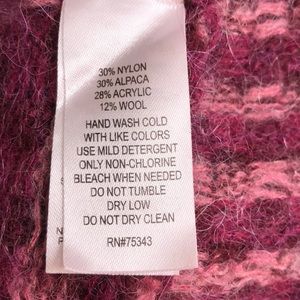 30% NYLON
30% ALPACA
28% ACRYLIC
12% WOOL
HAND WASH COLD
WITH LIKE COLORS
USE MILD DETERGENT
ONLY NON-CHLORINE
BLEACH WHEN NEEDED
DO NOT TUMBLE
DRY LOW
DO NOT DRY CLEAN
RN#75343